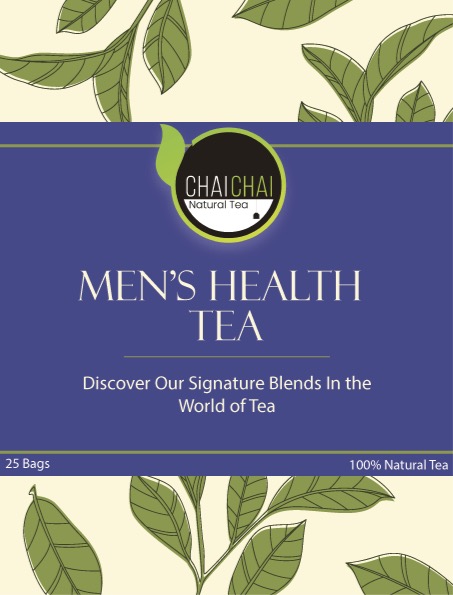 CHAICHAI
Natural Tea
MEN'S HEALTH
TEA
Discover Our Signature Blends In the
World of Tea
25 Bags
100% Natural Tea